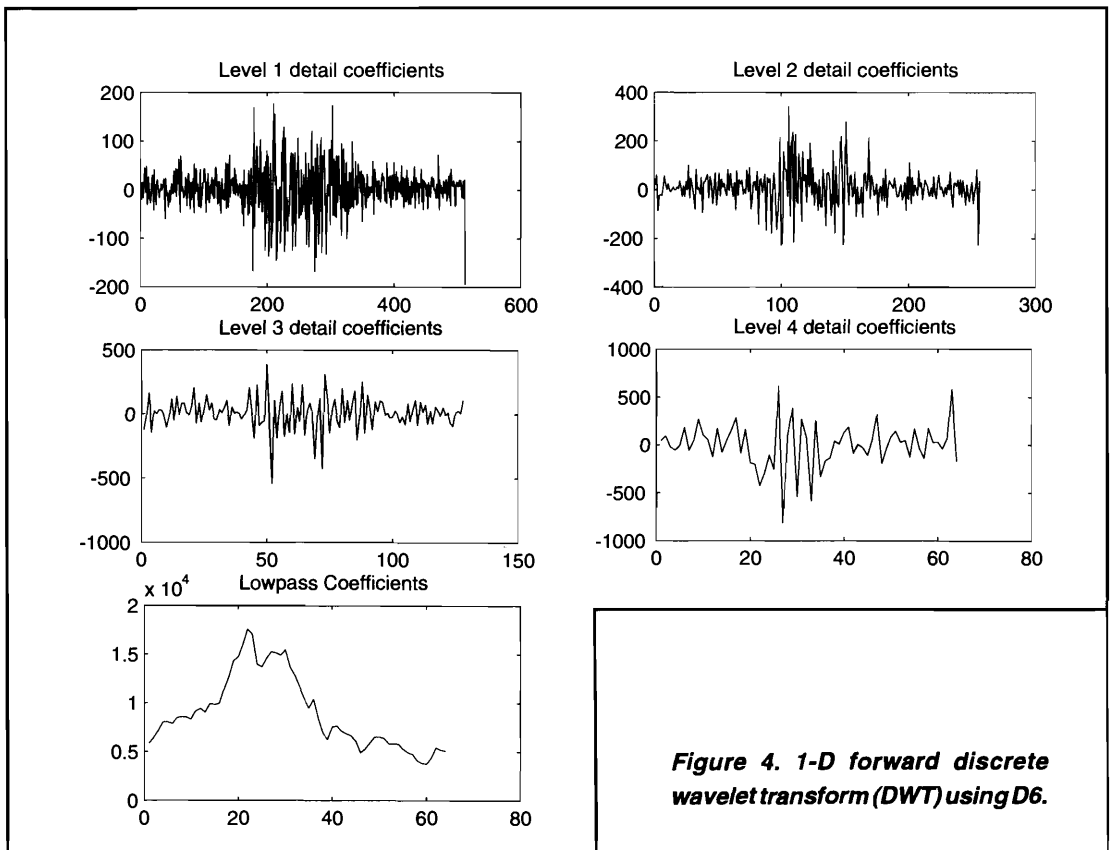 Level 1 detail coefficients
200
100
0
-100
-200
0 200 400 600
Level 2 detail coefficients
400
200
0
-200
-400
0 100 200 300
Level 3 detail coefficients
500
0
-500
-1000
0 50 100 150
Level 4 detail coefficients
1000
500
0
-500
-1000
0 20 40 60 80
Lowpass Coefficients
x 10^4
2
1.5
1
0.5
0
0 20 40 60 80
Figure 4. 1-D forward discrete
wavelet transform (DWT) using D6.